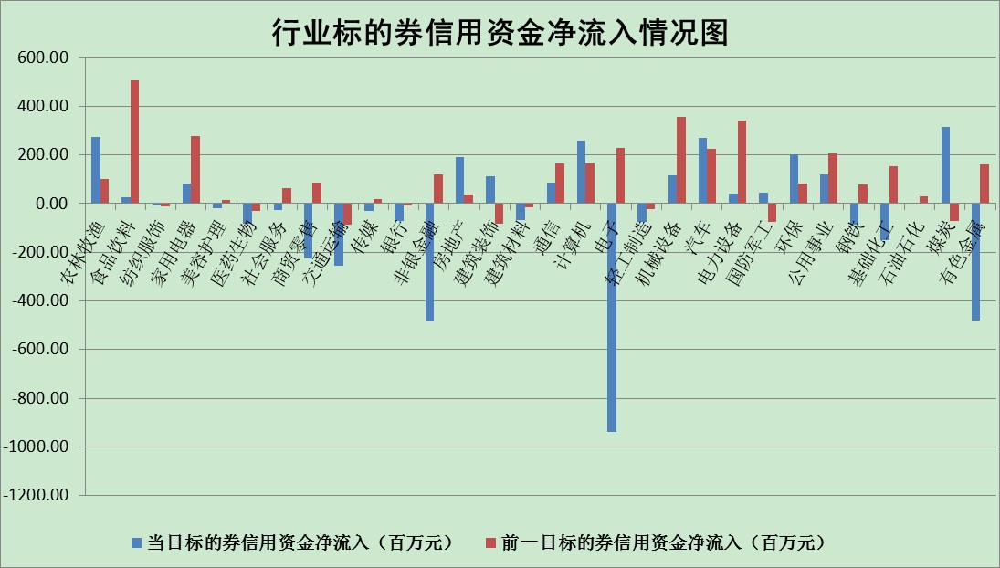 行业标的券信用资金净流入情况图
600.00
400.00
200.00
0.00
-200.00
-400.00
-600.00
-800.00
-1000.00
-1200.00
农林牧渔
食品饮料
纺织服饰
家用电器
美容护理
医药生物
社会服务
商贸零售
交通运输
传媒
银行
非银金融
房地产
建筑装饰
建筑材料
通信
计算机
电子
轻工制造
机械设备
汽车
电力设备
国防军工
环保
公用事业
钢铁
基础化工
石油石化
煤炭
有色金属
当日标的券信用资金净流入（百万元）
前一日标的券信用资金净流入（百万元）